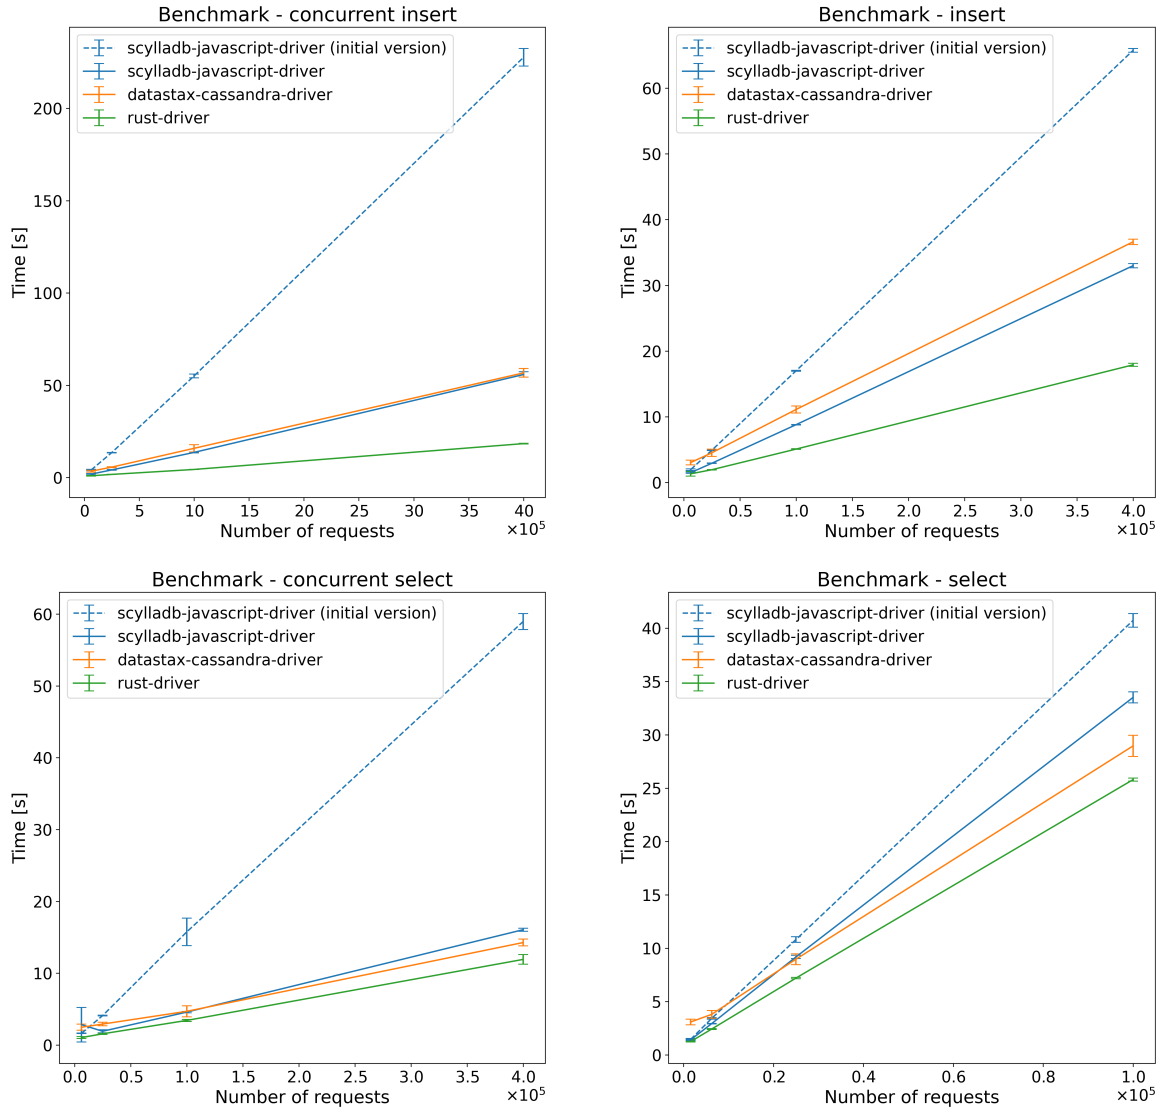 Benchmark - concurrent insert
scylladb-javascript-driver (initial version)
scylladb-javascript-driver
datastax-cassandra-driver
rust-driver
Time [s]
200
150
100
50
0
0 5 10 15 20 25 30 35 40
×10⁵
Number of requests
Benchmark - insert
scylladb-javascript-driver (initial version)
scylladb-javascript-driver
datastax-cassandra-driver
rust-driver
Time [s]
60
50
40
30
20
10
0
0.0 0.5 1.0 1.5 2.0 2.5 3.0 3.5 4.0
×10⁵
Number of requests
Benchmark - concurrent select
scylladb-javascript-driver (initial version)
scylladb-javascript-driver
datastax-cassandra-driver
rust-driver
Time [s]
60
50
40
30
20
10
0
0.0 0.5 1.0 1.5 2.0 2.5 3.0 3.5 4.0
×10⁵
Number of requests
Benchmark - select
scylladb-javascript-driver (initial version)
scylladb-javascript-driver
datastax-cassandra-driver
rust-driver
Time [s]
40
35
30
25
20
15
10
5
0
0.0 0.2 0.4 0.6 0.8 1.0
×10⁵
Number of requests